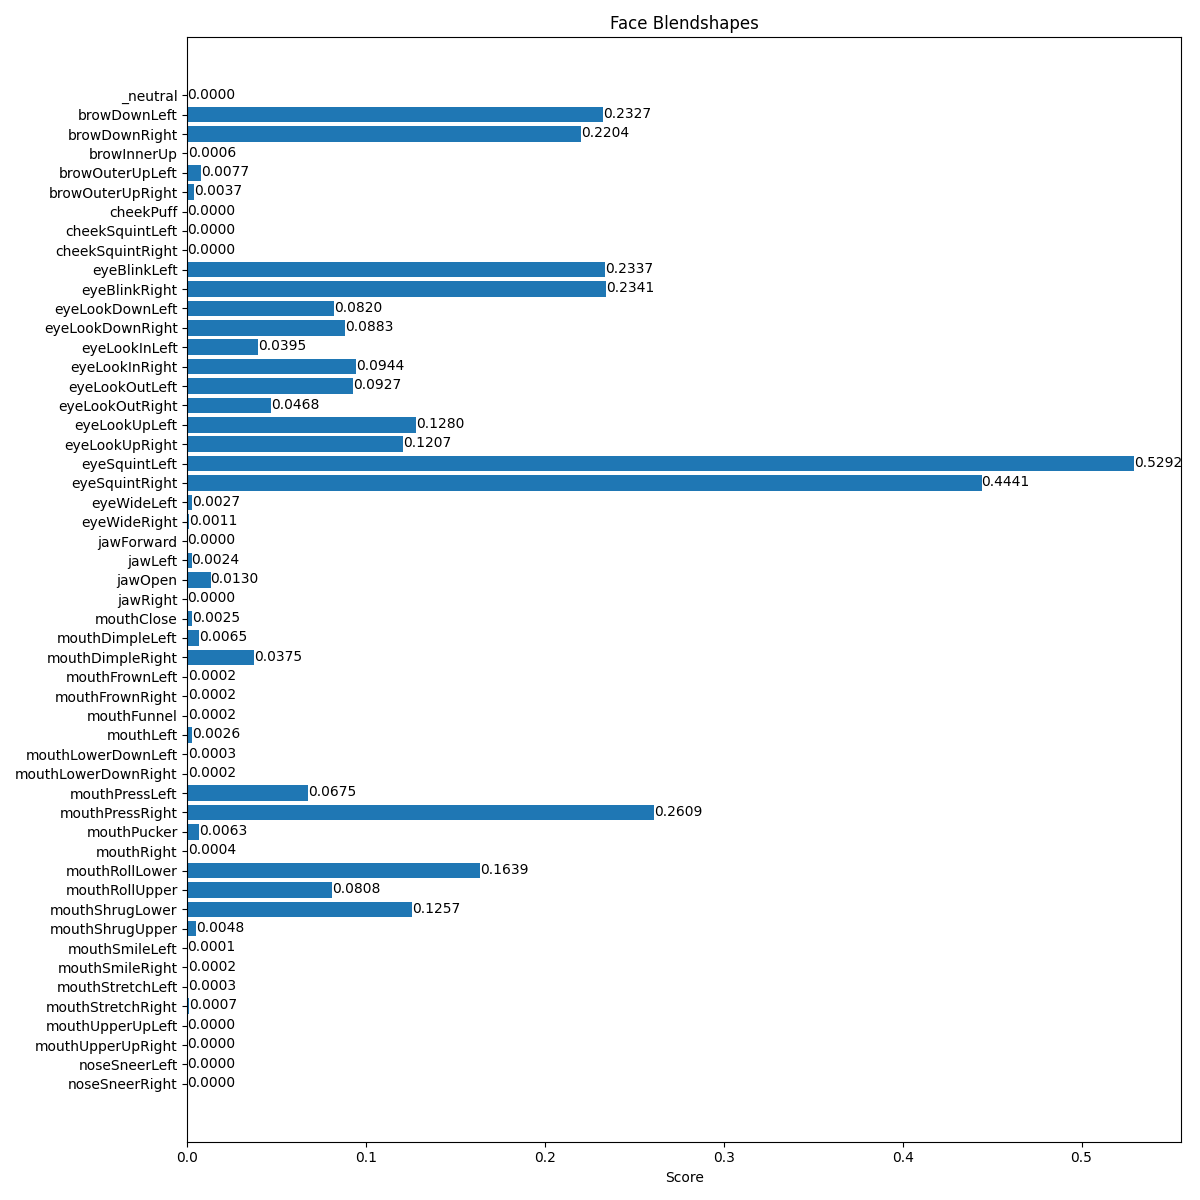 Face Blendshapes
_neutral 0.0000
browDownLeft 0.2327
browDownRight 0.2204
browInnerUp 0.0006
browOuterUpLeft 0.0077
browOuterUpRight 0.0037
cheekPuff 0.0000
cheekSquintLeft 0.0000
cheekSquintRight 0.0000
eyeBlinkLeft 0.2337
eyeBlinkRight 0.2341
eyeLookDownLeft 0.0820
eyeLookDownRight 0.0883
eyeLookInLeft 0.0395
eyeLookInRight 0.0944
eyeLookOutLeft 0.0927
eyeLookOutRight 0.0468
eyeLookUpLeft 0.1280
eyeLookUpRight 0.1207
eyeSquintLeft 0.5292
eyeSquintRight 0.4441
eyeWideLeft 0.0027
eyeWideRight 0.0011
jawForward 0.0000
jawLeft 0.0024
jawOpen 0.0130
jawRight 0.0000
mouthClose 0.0025
mouthDimpleLeft 0.0065
mouthDimpleRight 0.0375
mouthFrownLeft 0.0002
mouthFrownRight 0.0002
mouthFunnel 0.0002
mouthLeft 0.0026
mouthLowerDownLeft 0.0003
mouthLowerDownRight 0.0002
mouthPressLeft 0.0675
mouthPressRight 0.2609
mouthPucker 0.0063
mouthRight 0.0004
mouthRollLower 0.1639
mouthRollUpper 0.0808
mouthShrugLower 0.1257
mouthShrugUpper 0.0048
mouthSmileLeft 0.0001
mouthSmileRight 0.0002
mouthStretchLeft 0.0003
mouthStretchRight 0.0007
mouthUpperUpLeft 0.0000
mouthUpperUpRight 0.0000
noseSneerLeft 0.0000
noseSneerRight 0.0000
0.0 0.1 0.2 0.3 0.4 0.5
Score